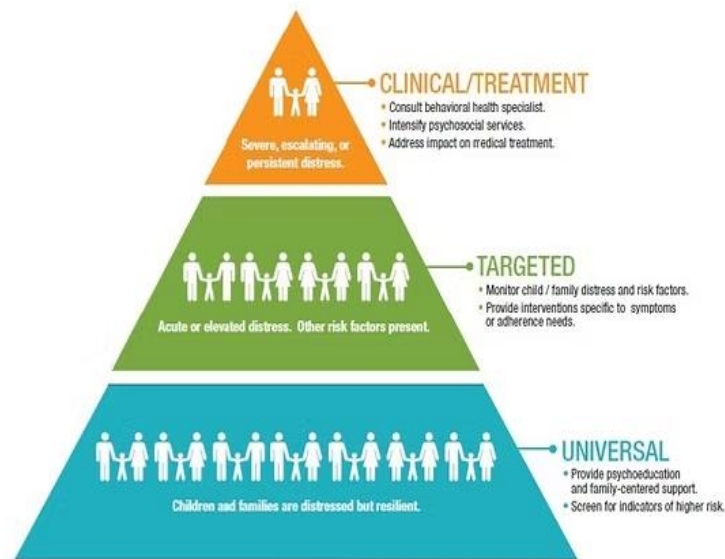 CLINICAL/TREATMENT
• Consult behavioral health specialist.
• Intensify psychosocial services.
• Address impact on medical treatment.
Severe, escalating, or
persistent distress.
TARGETED
• Monitor child / family distress and risk factors.
• Provide interventions specific to symptoms
or adherence needs.
Acute or elevated distress. Other risk factors present.
UNIVERSAL
• Provide psychoeducation
and family-centered support.
• Screen for indicators of higher risk.
Children and families are distressed but resilient.